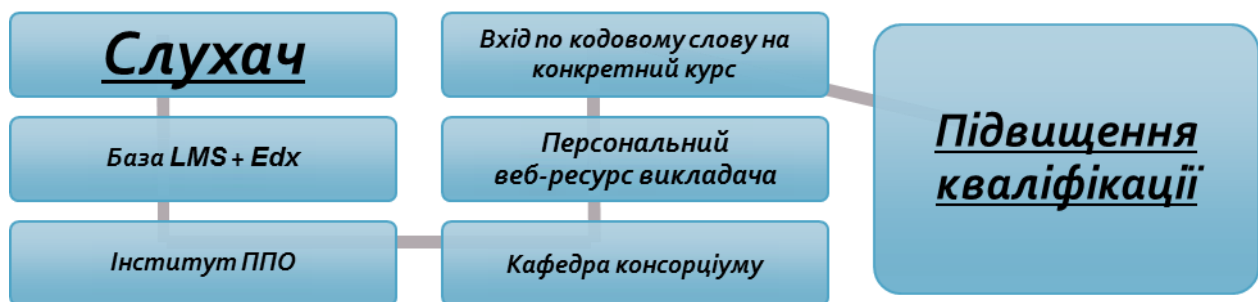 Слухач
База LMS + Edx
Інститут ППО
Кафедра консорціуму
Персональний
веб-ресурс викладача
Вхід по кодовому слову на
конкретний курс
Підвищення
кваліфікації